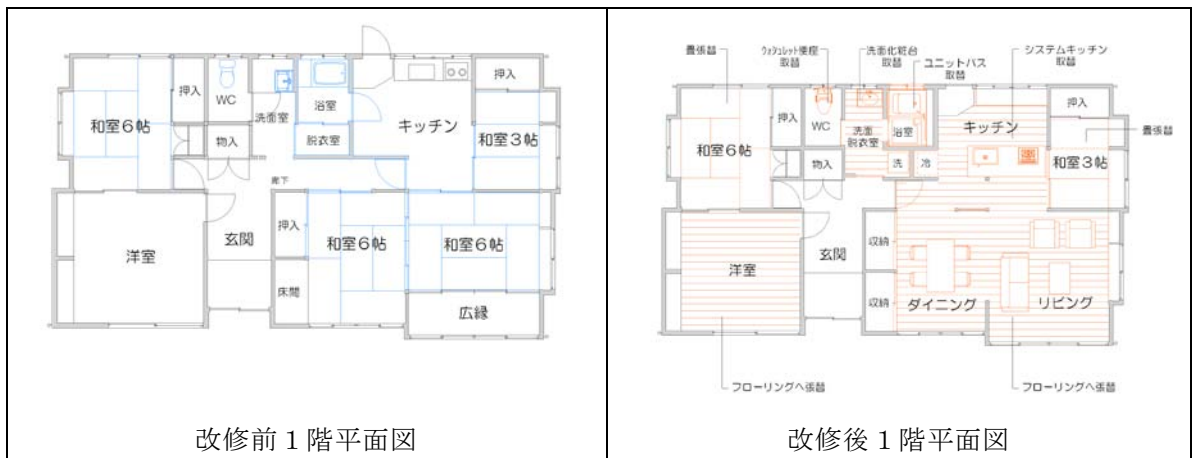 押入
WC
洗面室
浴室
脱衣室
キッチン
押入
和室6帖
物入
和室3帖
廊下
押入
和室6帖
和室6帖
玄関
洋室
床間
広縁
改修前1階平面図
畳張替
ウォシュレット便座
取替
洗面化粧台
取替
ユニットバス
取替
システムキッチン
取替
押入
WC
洗面
脱衣室
浴室
キッチン
押入
畳張替
和室6帖
物入
洗
冷
和室3帖
収納
玄関
洋室
収納
ダイニング
リビング
フローリングへ張替
フローリングへ張替
改修後1階平面図